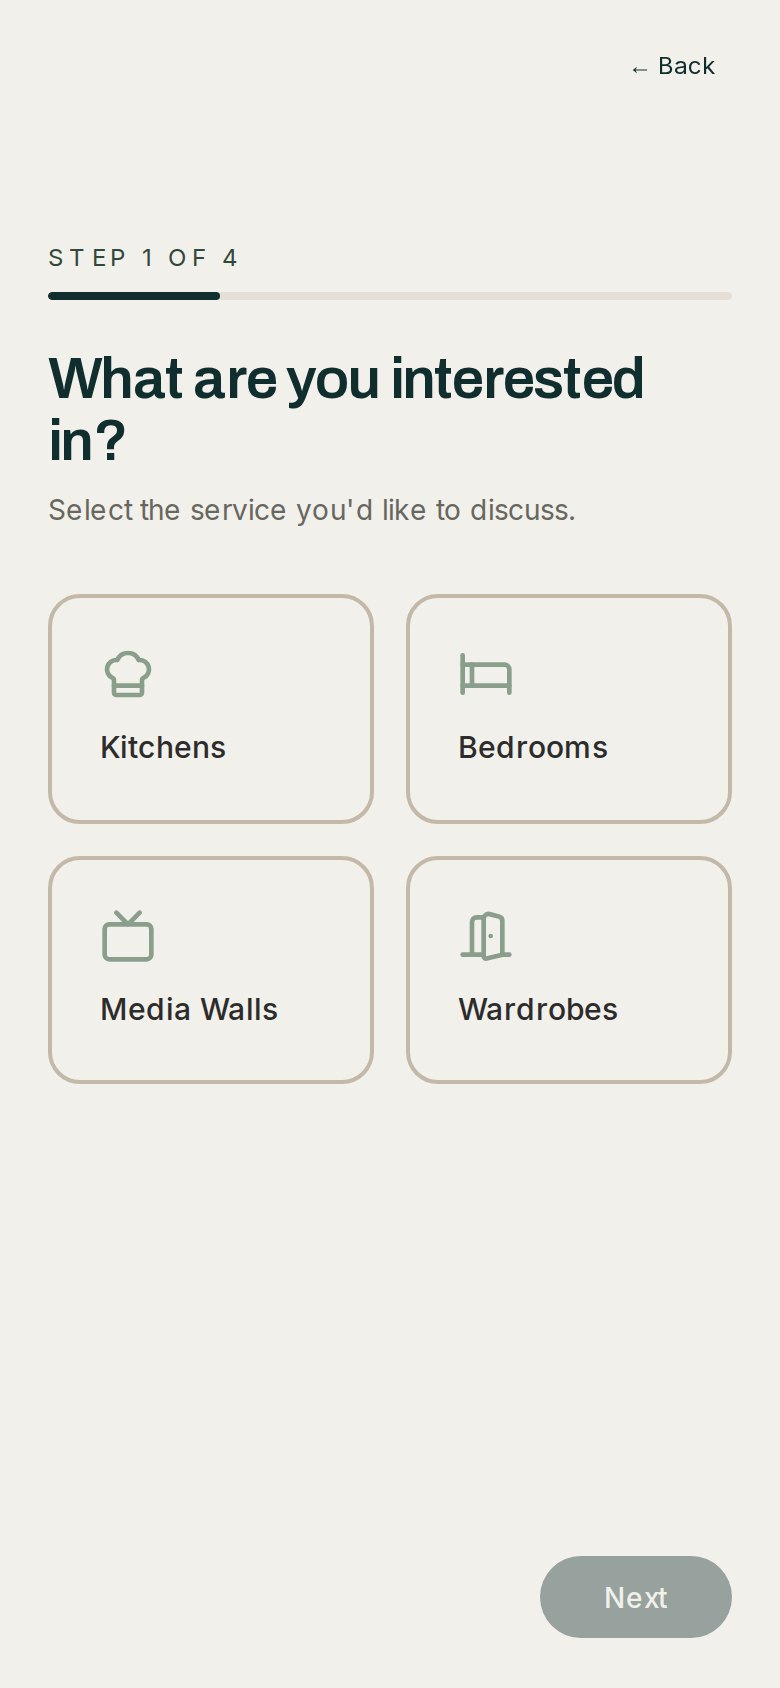 ← Back
STEP 1 OF 4
What are you interested
in?
Select the service you'd like to discuss.
Kitchens
Bedrooms
Media Walls
Wardrobes
Next